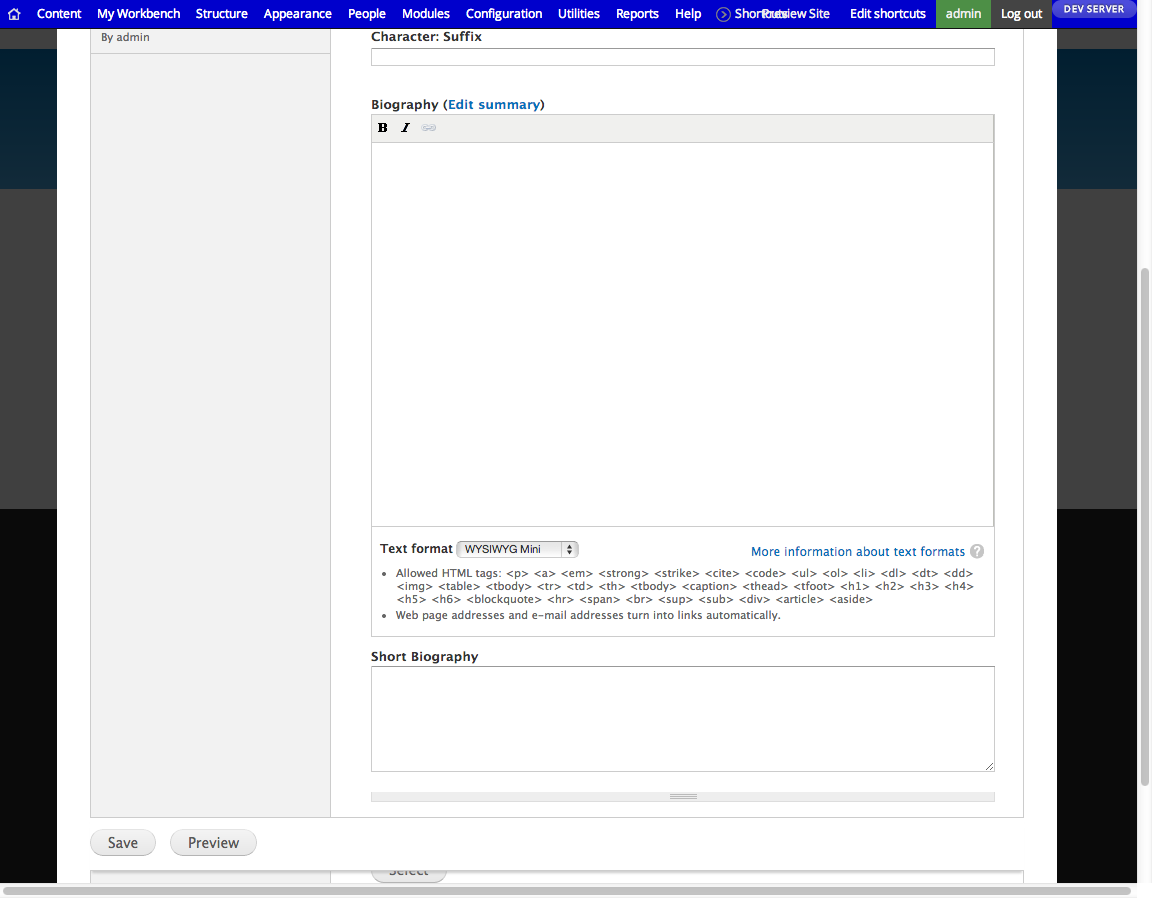 Content My Workbench Structure Appearance People Modules Configuration Utilities Reports Help Shortcuts Preview Site Edit shortcuts admin Log out DEV SERVER
By admin
Character: Suffix
Biography (Edit summary)
B I
Text format WYSIWYG Mini More information about text formats ?
• Allowed HTML tags: <p> <a> <em> <strong> <strike> <cite> <code> <ul> <ol> <li> <dl> <dt> <dd>
<img> <table> <tbody> <tr> <td> <th> <tbody> <caption> <thead> <tfoot> <h1> <h2> <h3> <h4>
<h5> <h6> <blockquote> <hr> <span> <br> <sup> <sub> <div> <article> <aside>
• Web page addresses and e-mail addresses turn into links automatically.
Short Biography
Save Preview
Select